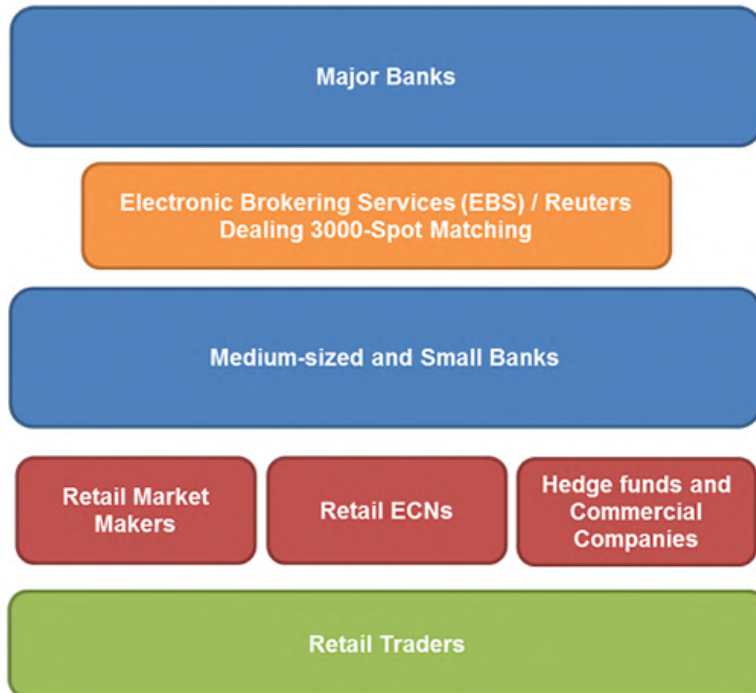 Major Banks
Electronic Brokering Services (EBS) / Reuters
Dealing 3000-Spot Matching
Medium-sized and Small Banks
Retail Market
Makers
Retail ECNs
Hedge funds and
Commercial
Companies
Retail Traders